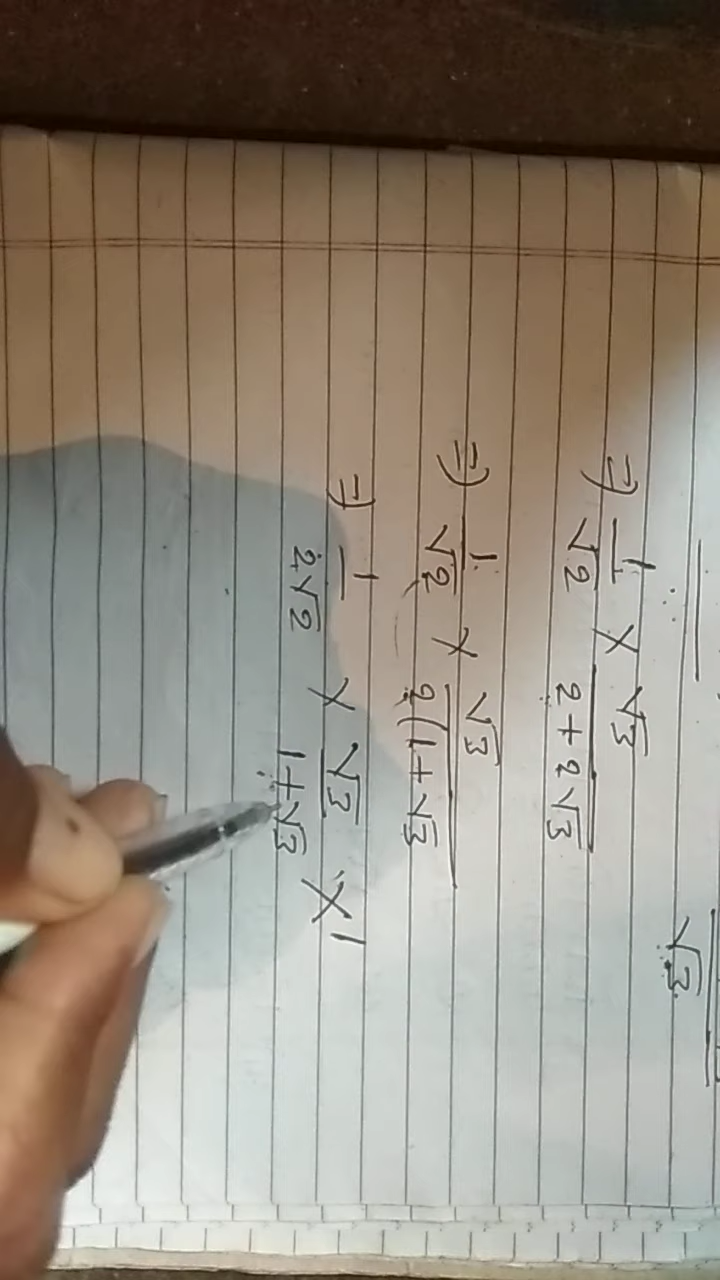 √3
⇒ 1/√2 × √3/(2+2√3)
⇒ 1/√2 × √3/2(1+√3
⇒ 1/2√2 × √3/(1+√3) × 1